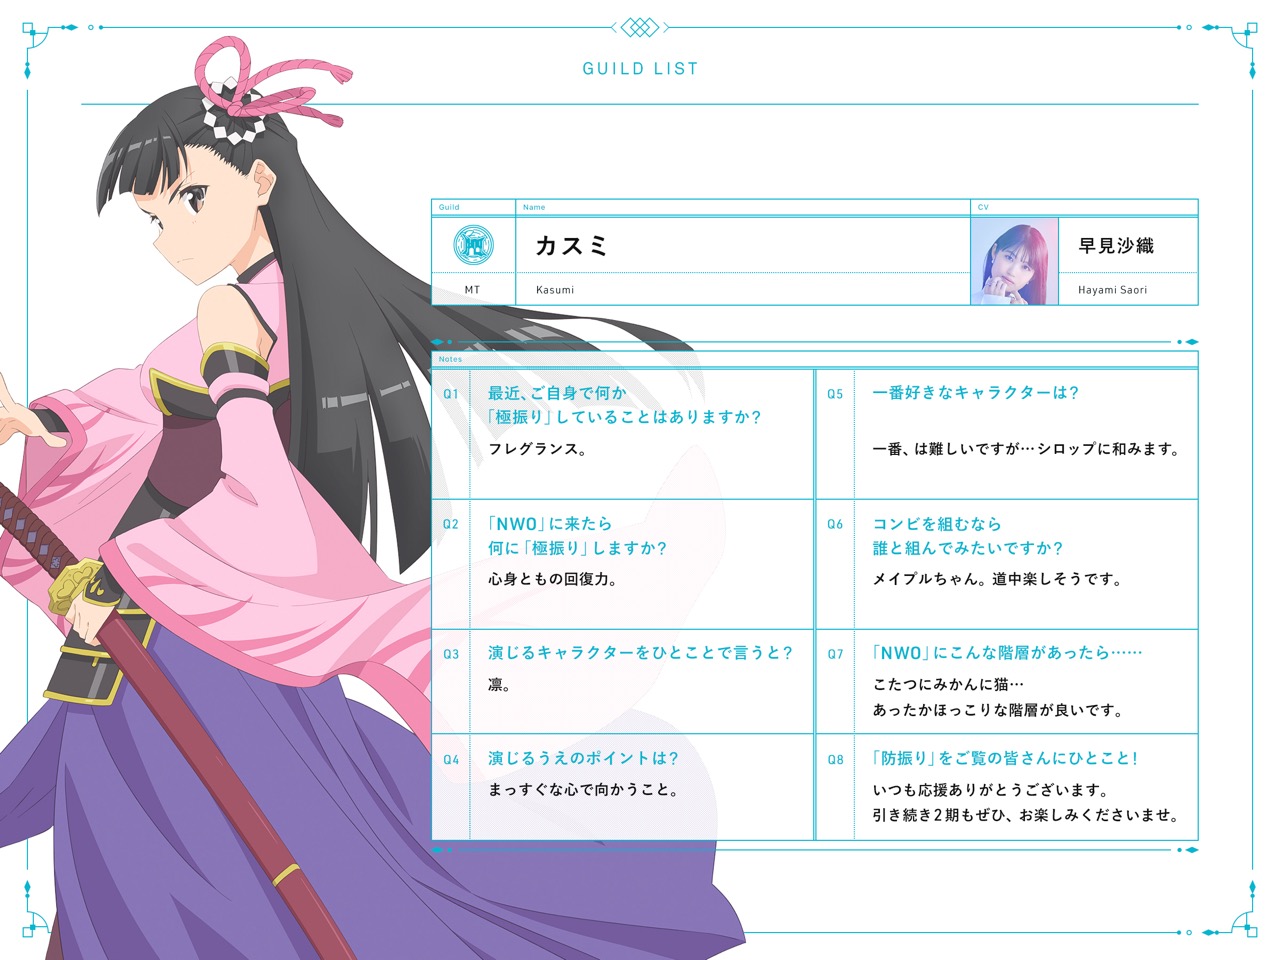 GUILD LIST
Guild
Name
CV
カスミ
早見沙織
MT
Kasumi
Hayami Saori
Notes
Q1
最近、ご自身で何か
「極振り」していることはありますか？
フレグランス。
Q2
「NWO」に来たら
何に「極振り」しますか？
心身ともの回復力。
Q3
演じるキャラクターをひとことで言うと？
凛。
Q4
演じるうえのポイントは？
まっすぐな心で向かうこと。
Q5
一番好きなキャラクターは？
一番、は難しいですが…シロップに和みます。
Q6
コンビを組むなら
誰と組んでみたいですか？
メイプルちゃん。道中楽しそうです。
Q7
「NWO」にこんな階層があったら……
こたつにみかんに猫…
あったかほっこりな階層が良いです。
Q8
「防振り」をご覧の皆さんにひとこと！
いつも応援ありがとうございます。
引き続き2期もぜひ、お楽しみくださいませ。